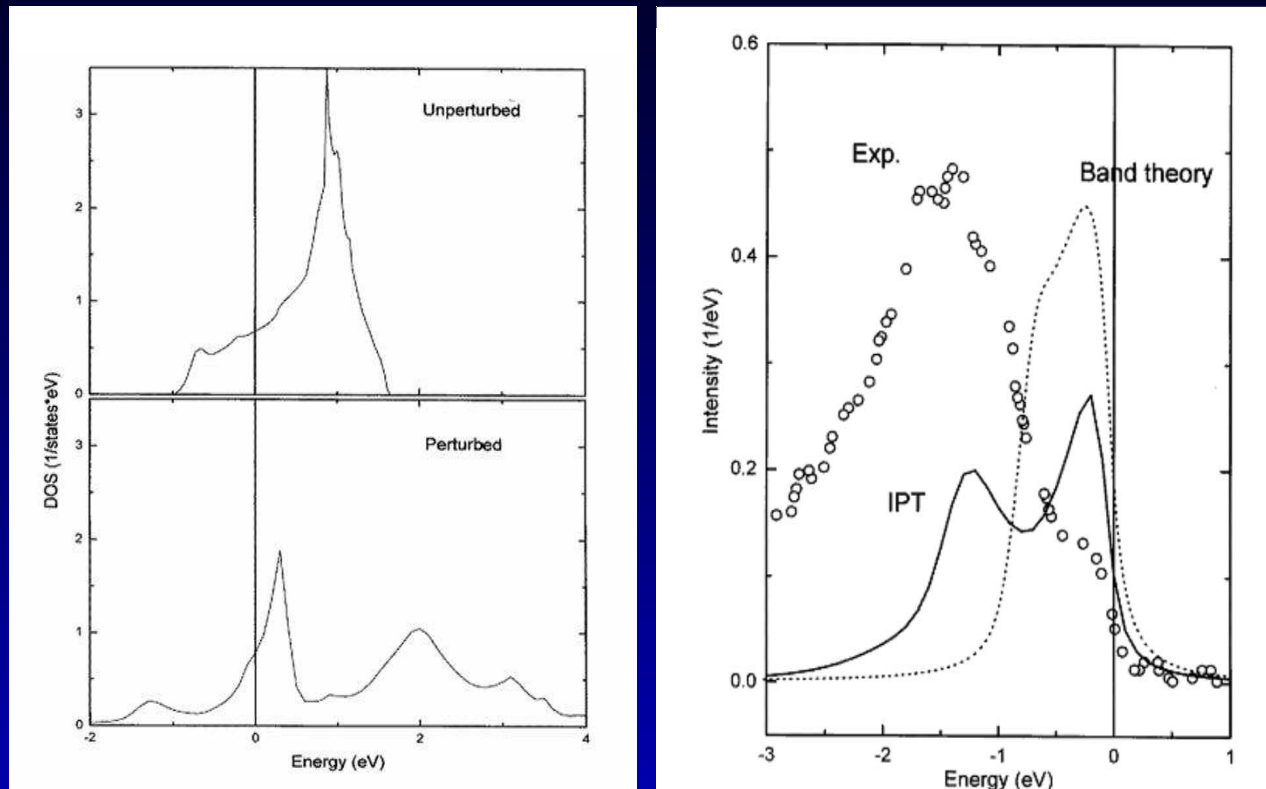 3
Unperturbed
2
1
0
DOS (1/states*eV)
3
Perturbed
2
1
0
-2 0 2 4
Energy (eV)
0.6
Exp.
Band theory
0.4
Intensity (1/eV)
IPT
0.2
0.0
-3 -2 -1 0 1
Energy (eV)